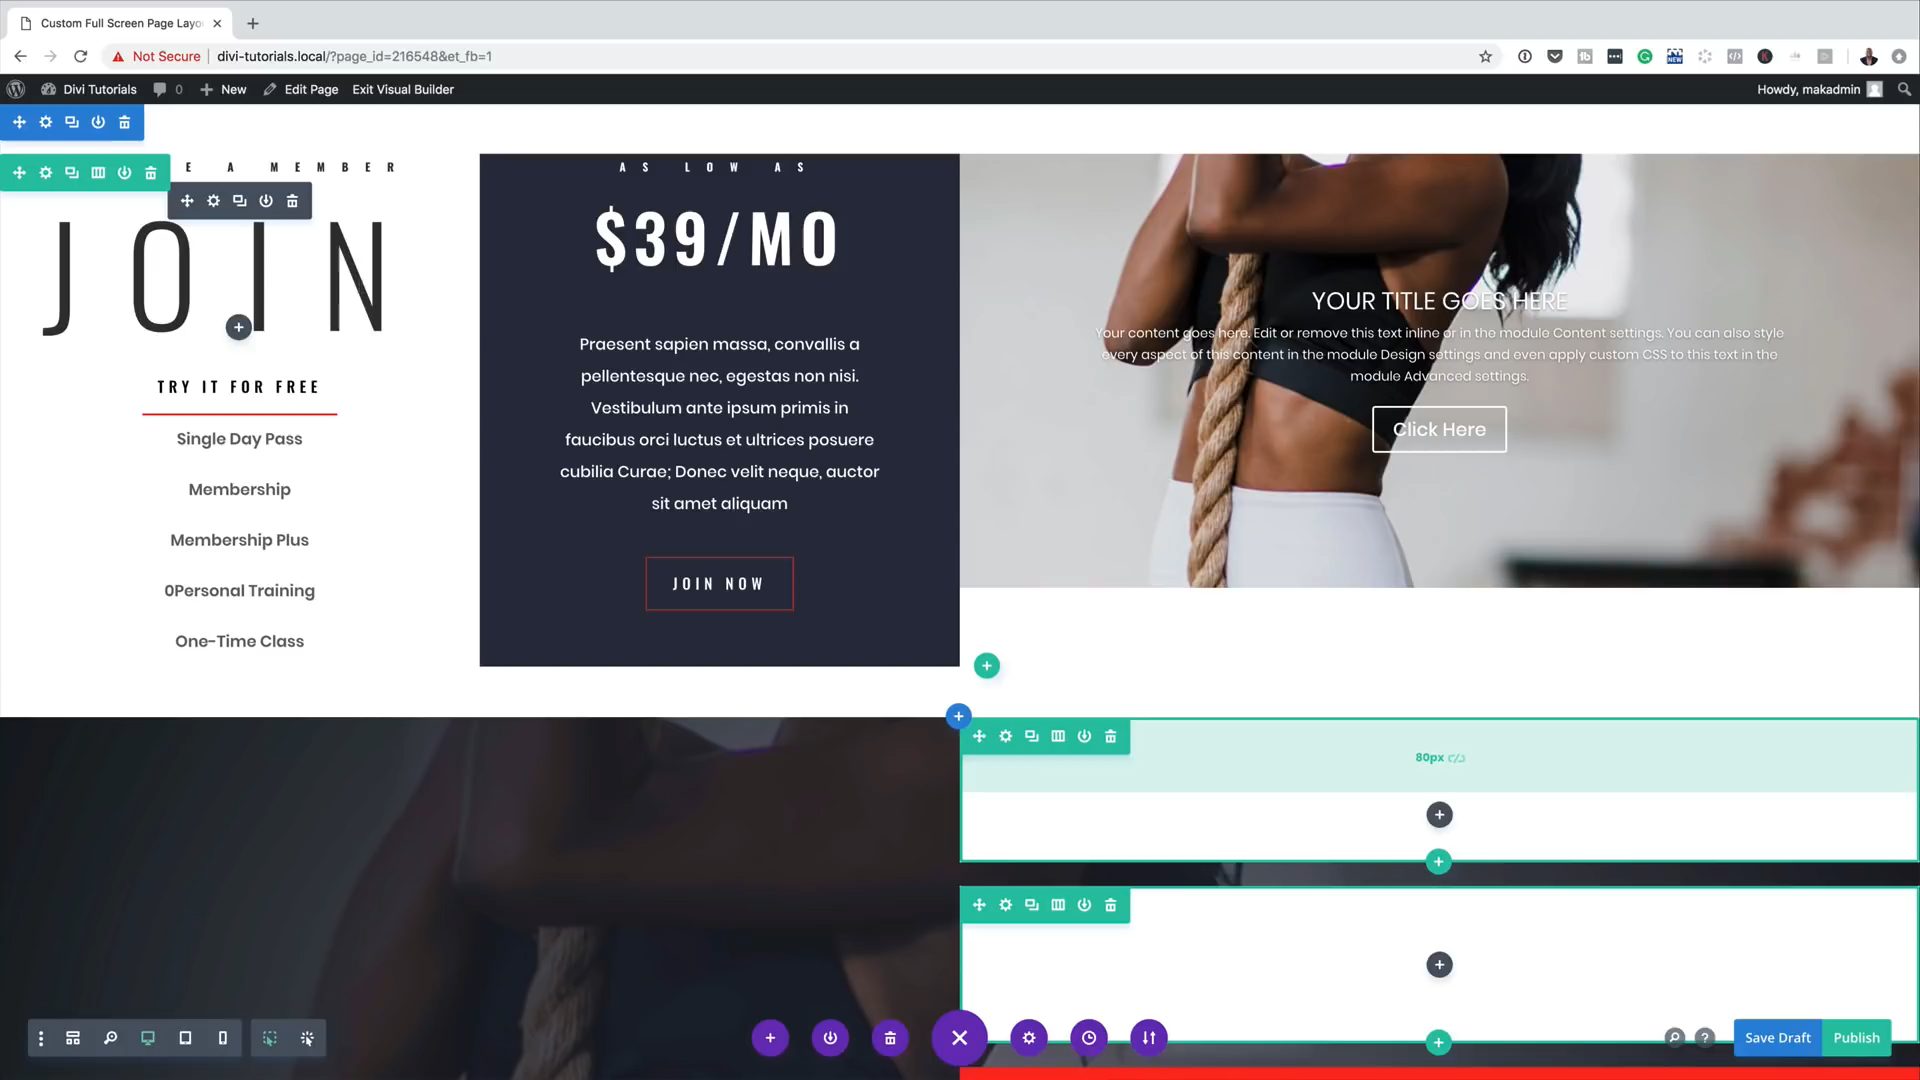 Custom Full Screen Page Layo
Not Secure
divi-tutorials.local/?page_id=216548&et_fb=1
Divi Tutorials
0
New
Edit Page
Exit Visual Builder
Howdy, makadmin
E A MEMBER
JOIN
TRY IT FOR FREE
Single Day Pass
Membership
Membership Plus
0Personal Training
One-Time Class
AS LOW AS
$39/MO
Praesent sapien massa, convallis a
pellentesque nec, egestas non nisi.
Vestibulum ante ipsum primis in
faucibus orci luctus et ultrices posuere
cubilia Curae; Donec velit neque, auctor
sit amet aliquam
JOIN NOW
YOUR TITLE GOES HERE
Your content goes here. Edit or remove this text inline or in the module Content settings. You can also style
every aspect of this content in the module Design settings and even apply custom CSS to this text in the
module Advanced settings.
Click Here
80px
Save Draft
Publish